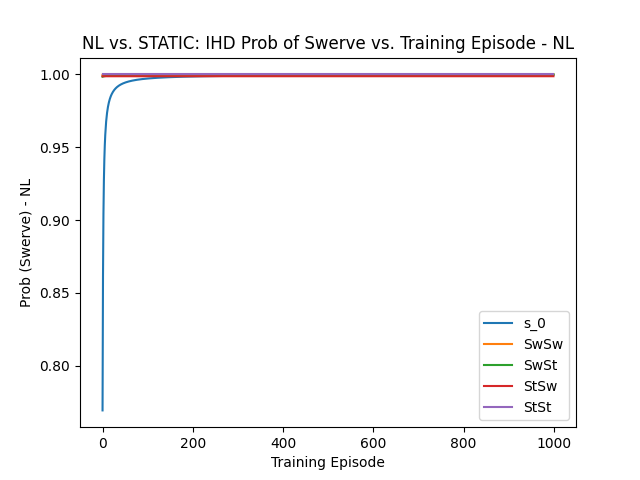 NL vs. STATIC: IHD Prob of Swerve vs. Training Episode - NL
1.00
0.95
0.90
0.85
0.80
Prob (Swerve) - NL
s_0
SwSw
SwSt
StSw
StSt
0 200 400 600 800 1000
Training Episode